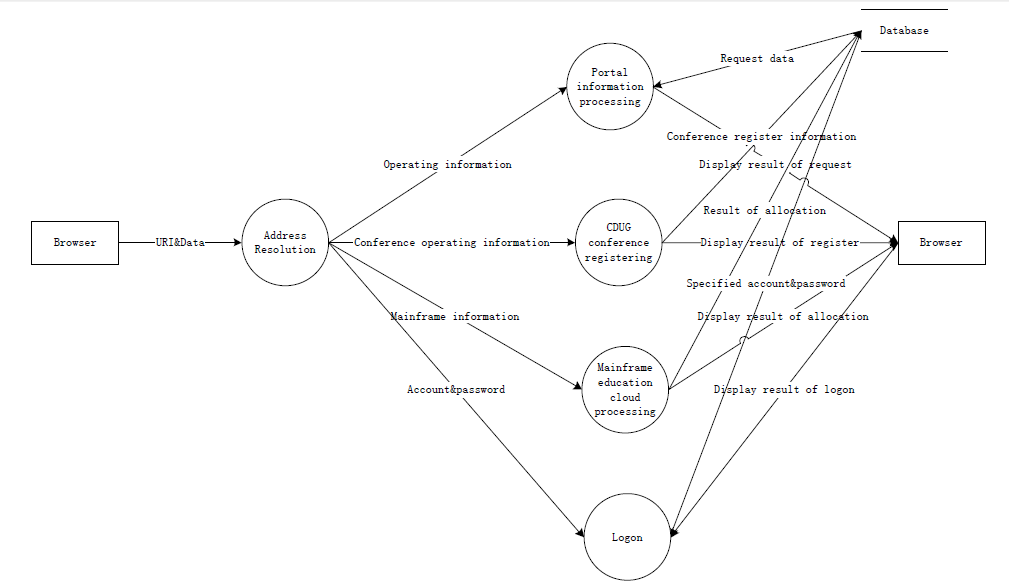 Database
Request data
Portal
information
processing
Conference register information
Operating information
Display result of request
Result of allocation
Browser
URI&Data
Address
Resolution
Conference operating information
CDUG
conference
registering
Display result of register
Browser
Specified account&password
Mainframe information
Display result of allocation
Mainframe
education
cloud
processing
Account&password
Display result of logon
Logon